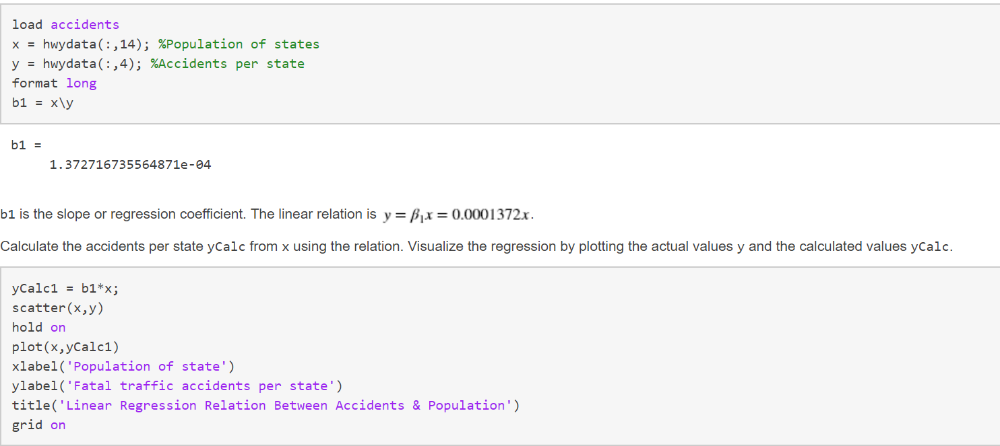 load accidents
x = hwydata(:,14); %Population of states
y = hwydata(:,4); %Accidents per state
format long
b1 = x\y
b1 =
1.372716735564871e-04
b1 is the slope or regression coefficient. The linear relation is y = β₁x = 0.0001372x.
Calculate the accidents per state yCalc from x using the relation. Visualize the regression by plotting the actual values y and the calculated values yCalc.
yCalc1 = b1*x;
scatter(x,y)
hold on
plot(x,yCalc1)
xlabel('Population of state')
ylabel('Fatal traffic accidents per state')
title('Linear Regression Relation Between Accidents & Population')
grid on